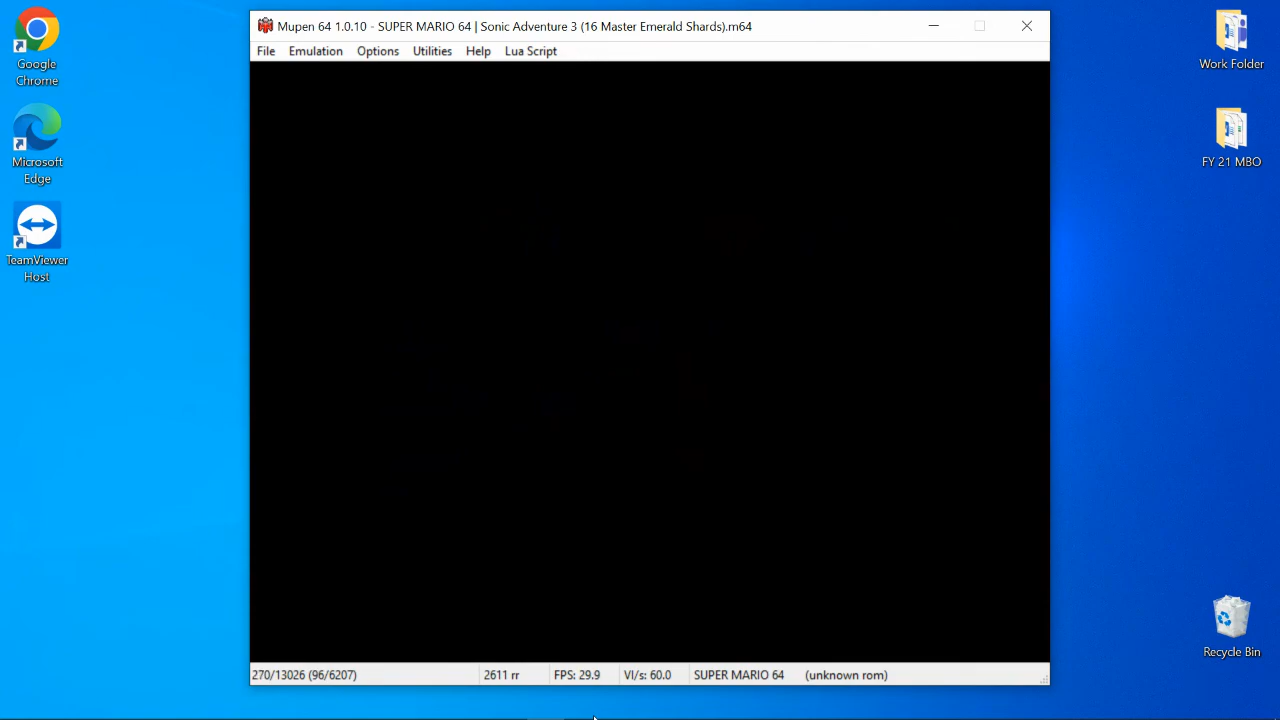 Mupen 64 1.0.10 - SUPER MARIO 64 | Sonic Adventure 3 (16 Master Emerald Shards).m64
File Emulation Options Utilities Help Lua Script
Google
Chrome
Microsoft
Edge
TeamViewer
Host
Work Folder
FY 21 MBO
Recycle Bin
270/13026 (96/6207) 2611 rr FPS: 29.9 VI/s: 60.0 SUPER MARIO 64 (unknown rom)